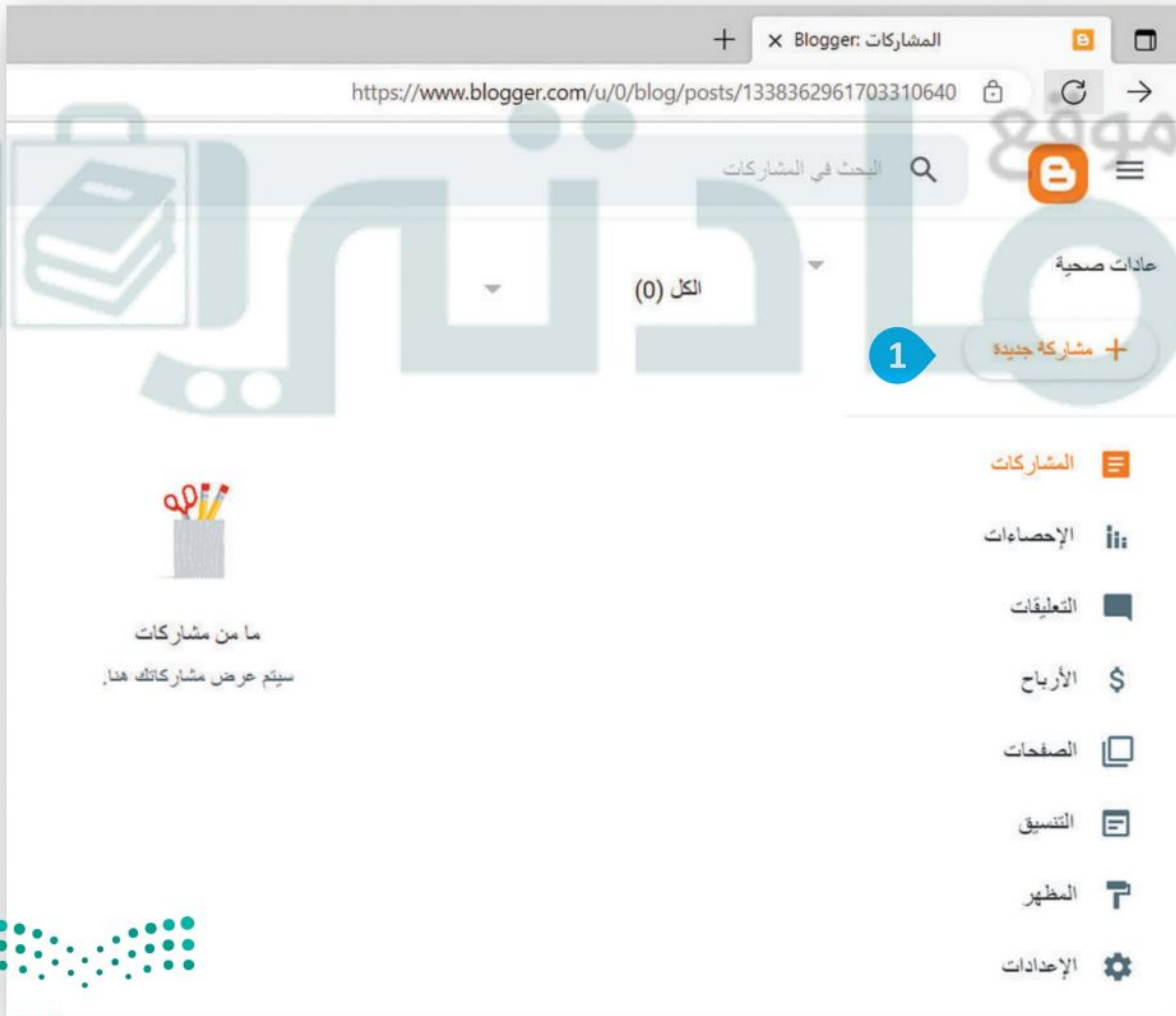 المشاركات :Blogger
https://www.blogger.com/u/0/blog/posts/1338362961703310640
موقع
مادتي
البحث في المشاركات
عادات صحية
الكل (0)
مشاركة جديدة
1
المشاركات
الإحصاءات
التعليقات
الأرباح
الصفحات
التنسيق
المظهر
الإعدادات
ما من مشاركات
سيتم عرض مشاركاتك هنا.